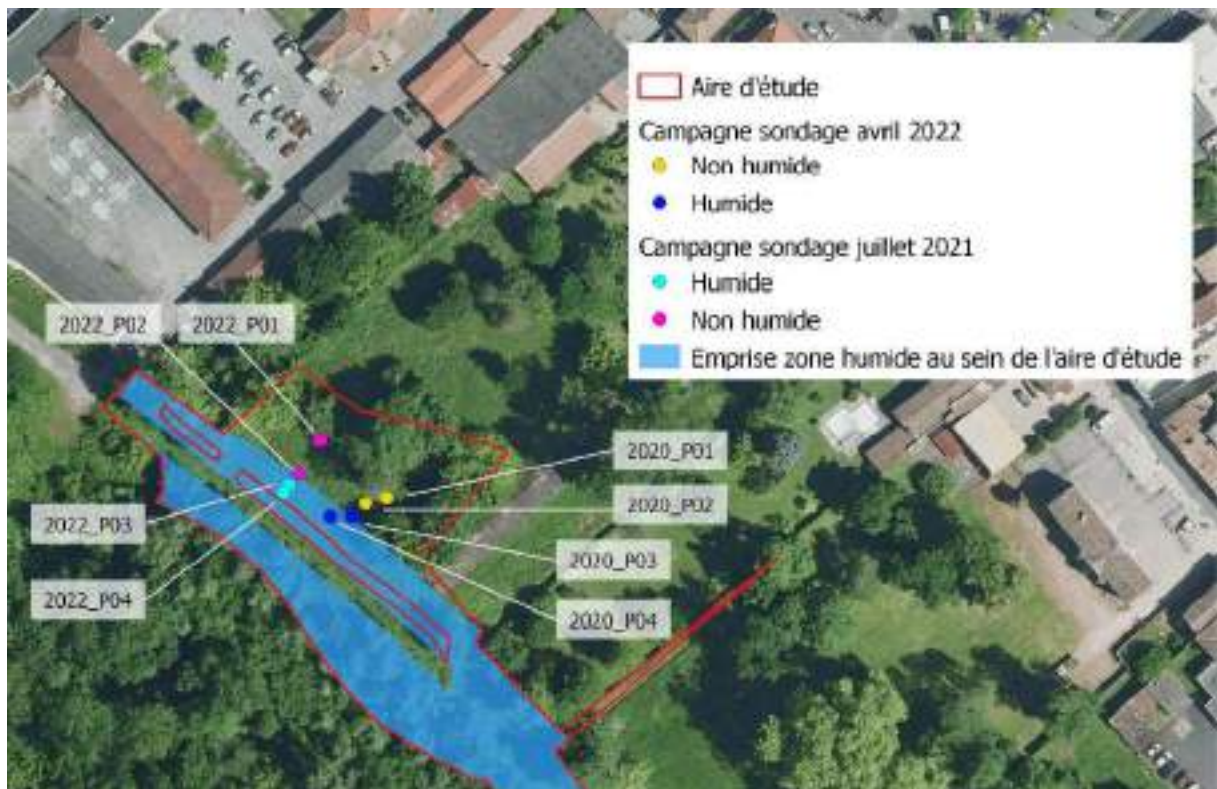 Aire d'étude
Campagne sondage avril 2022
Non humide
Humide
Campagne sondage juillet 2021
Humide
Non humide
Emprise zone humide au sein de l'aire d'étude
2022_P02
2022_P01
2020_P01
2020_P02
2022_P03
2020_P03
2022_P04
2020_P04